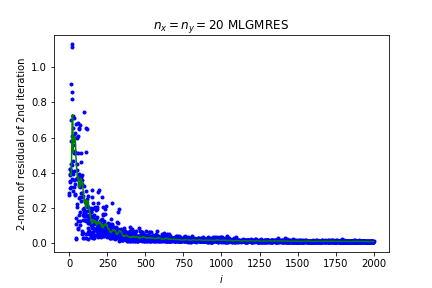 $n_x = n_y = 20$ MLGMRES
2-norm of residual of 2nd iteration
1.0
0.8
0.6
0.4
0.2
0.0
0 250 500 750 1000 1250 1500 1750 2000
i